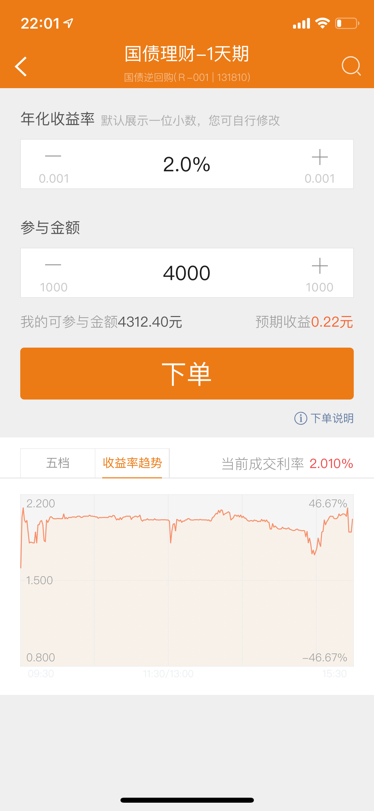 22:01
国债理财-1天期
国债逆回购(R-001 | 131810)
年化收益率 默认展示一位小数，您可自行修改
— 2.0% +
0.001 0.001
参与金额
— 4000 +
1000 1000
我的可参与金额4312.40元 预期收益0.22元
下单
下单说明
五档 收益率趋势 当前成交利率 2.010%
2.200 46.67%
1.500
0.800 -46.67%
09:30 11:30/13:00 15:30